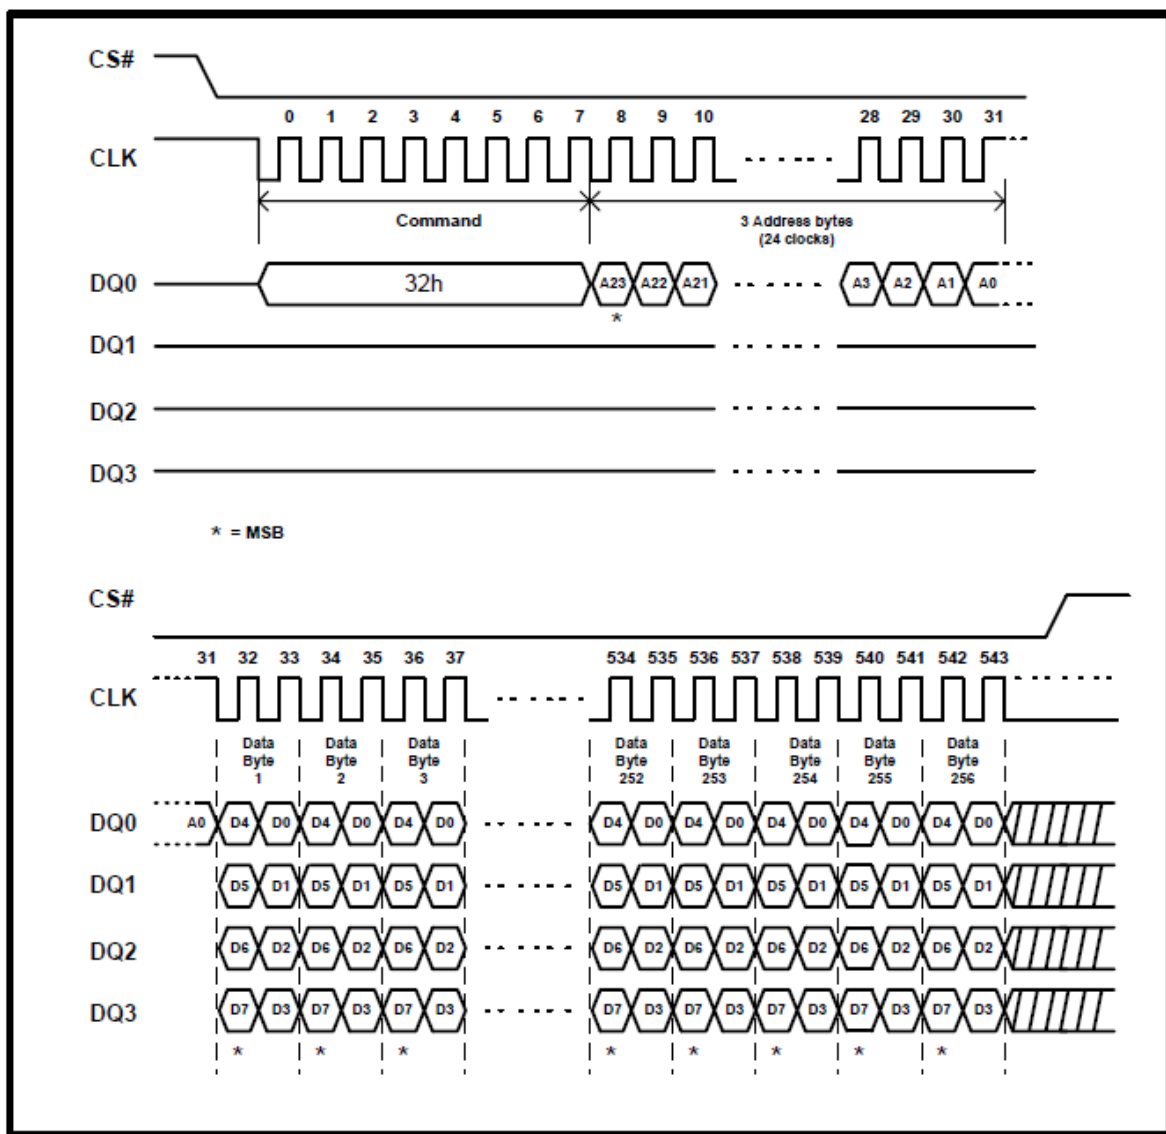 CS#
0 1 2 3 4 5 6 7 8 9 10 28 29 30 31
CLK
Command 3 Address bytes
(24 clocks)
DQ0 32h A23 A22 A21 A3 A2 A1 A0
*
DQ1
DQ2
DQ3
* = MSB
CS#
31 32 33 34 35 36 37 534 535 536 537 538 539 540 541 542 543
CLK
Data Data Data Data Data Data Data Data
Byte Byte Byte Byte Byte Byte Byte Byte
1 2 3 252 253 254 255 256
DQ0 A0 D4 D0 D4 D0 D4 D0 D4 D0 D4 D0 D4 D0 D4 D0 D4 D0
DQ1 D5 D1 D5 D1 D5 D1 D5 D1 D5 D1 D5 D1 D5 D1 D5 D1
DQ2 D6 D2 D6 D2 D6 D2 D6 D2 D6 D2 D6 D2 D6 D2 D6 D2
DQ3 D7 D3 D7 D3 D7 D3 D7 D3 D7 D3 D7 D3 D7 D3 D7 D3
* * * * * * * *